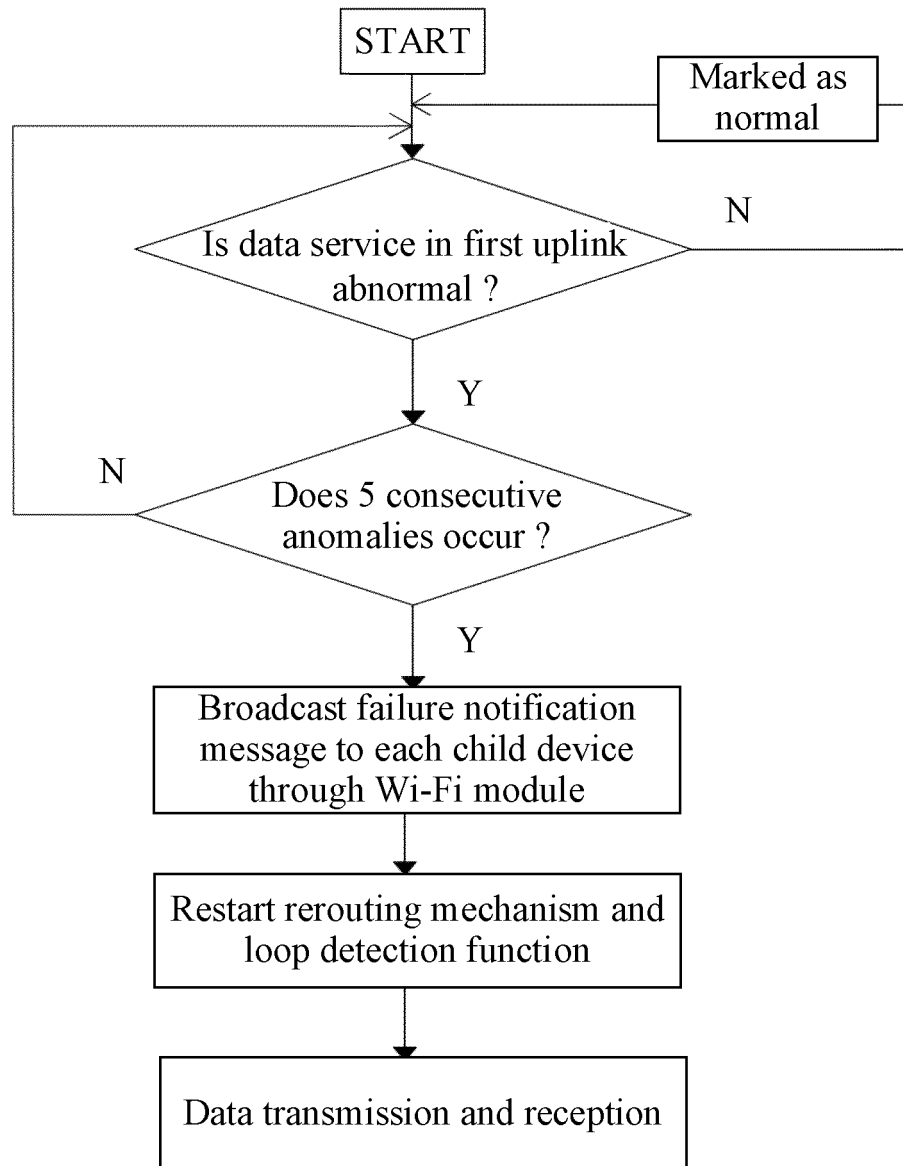 START
Marked as
normal
N
Is data service in first uplink
abnormal ?
Y
N
Does 5 consecutive
anomalies occur ?
Y
Broadcast failure notification
message to each child device
through Wi-Fi module
Restart rerouting mechanism and
loop detection function
Data transmission and reception